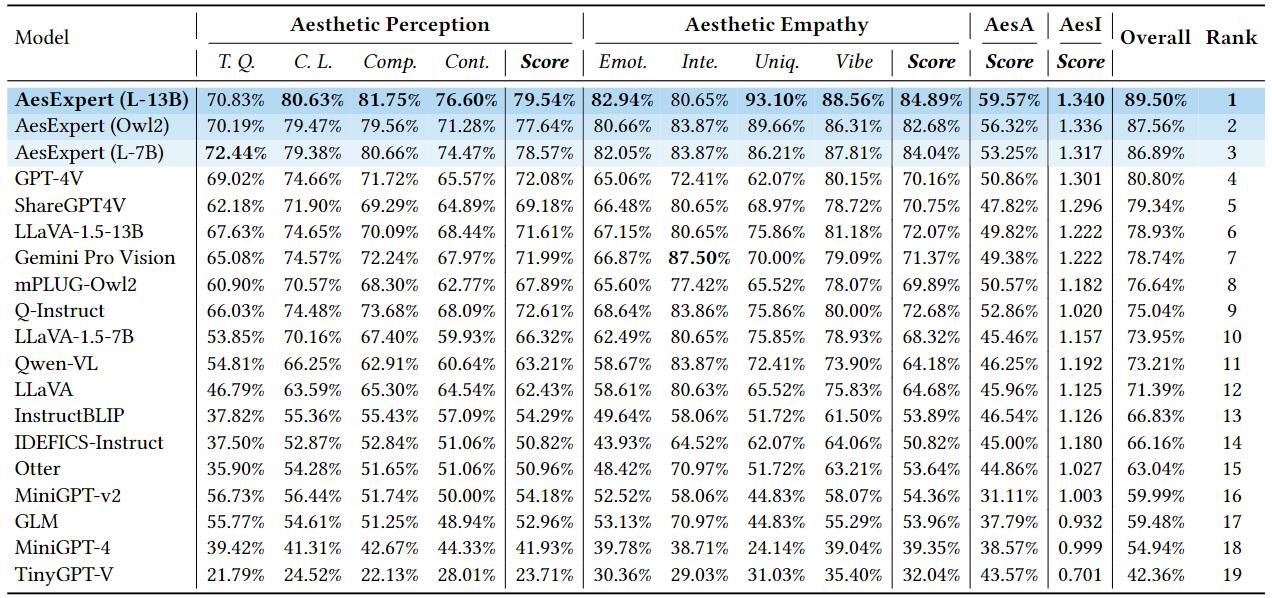 Model Aesthetic Perception Aesthetic Empathy AesA AesI Overall Rank
T. Q. C. L. Comp. Cont. Score Emot. Inte. Uniq. Vibe Score Score Score
AesExpert (L-13B) 70.83% 80.63% 81.75% 76.60% 79.54% 82.94% 80.65% 93.10% 88.56% 84.89% 59.57% 1.340 89.50% 1
AesExpert (Owl2) 70.19% 79.47% 79.56% 71.28% 77.64% 80.66% 83.87% 89.66% 86.31% 82.68% 56.32% 1.336 87.56% 2
AesExpert (L-7B) 72.44% 79.38% 80.66% 74.47% 78.57% 82.05% 83.87% 86.21% 87.81% 84.04% 53.25% 1.317 86.89% 3
GPT-4V 69.02% 74.66% 71.72% 65.57% 72.08% 65.06% 72.41% 62.07% 80.15% 70.16% 50.86% 1.301 80.80% 4
ShareGPT4V 62.18% 71.90% 69.29% 64.89% 69.18% 66.48% 80.65% 68.97% 78.72% 70.75% 47.82% 1.296 79.34% 5
LLaVA-1.5-13B 67.63% 74.65% 70.09% 68.44% 71.61% 67.15% 80.65% 75.86% 81.18% 72.07% 49.82% 1.222 78.93% 6
Gemini Pro Vision 65.08% 74.57% 72.24% 67.97% 71.99% 66.87% 87.50% 70.00% 79.09% 71.37% 49.38% 1.222 78.74% 7
mPLUG-Owl2 60.90% 70.57% 68.30% 62.77% 67.89% 65.60% 77.42% 65.52% 78.07% 69.89% 50.57% 1.182 76.64% 8
Q-Instruct 66.03% 74.48% 73.68% 68.09% 72.61% 68.64% 83.86% 75.86% 80.00% 72.68% 52.86% 1.020 75.04% 9
LLaVA-1.5-7B 53.85% 70.16% 67.40% 59.93% 66.32% 62.49% 80.66% 75.85% 78.93% 68.32% 45.46% 1.157 73.95% 10
Qwen-VL 54.81% 66.25% 62.91% 60.64% 63.21% 58.67% 83.87% 72.41% 73.90% 64.18% 46.25% 1.192 73.21% 11
LLaVA 46.79% 63.59% 65.30% 64.54% 62.43% 58.61% 80.63% 65.52% 75.83% 64.68% 45.96% 1.125 71.39% 12
InstructBLIP 37.82% 55.36% 55.43% 57.09% 54.29% 49.64% 58.06% 51.72% 61.50% 53.89% 46.54% 1.126 66.83% 13
IDEFICS-Instruct 37.50% 52.87% 52.84% 51.06% 50.82% 43.93% 64.52% 62.07% 64.06% 50.82% 45.00% 1.180 66.16% 14
Otter 35.90% 54.28% 51.65% 51.06% 50.96% 48.42% 70.97% 51.72% 63.21% 53.64% 44.86% 1.027 63.04% 15
MiniGPT-v2 56.73% 56.44% 51.74% 50.00% 54.18% 52.52% 58.06% 44.83% 58.07% 54.36% 31.11% 1.003 59.99% 16
GLM 55.77% 54.61% 51.25% 48.94% 52.96% 53.13% 70.97% 44.83% 55.29% 53.96% 37.79% 0.932 59.48% 17
MiniGPT-4 39.42% 41.31% 42.67% 44.33% 41.93% 39.78% 38.71% 24.14% 39.04% 39.35% 38.57% 0.999 54.94% 18
TinyGPT-V 21.79% 24.52% 22.13% 28.01% 23.71% 30.36% 29.03% 31.03% 35.40% 32.04% 43.57% 0.701 42.36% 19